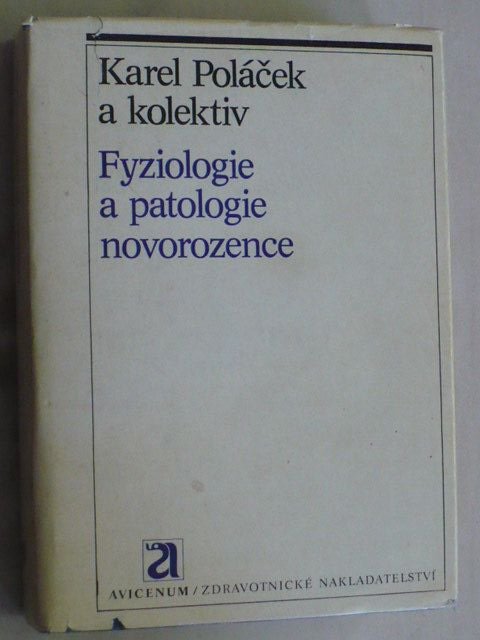 Karel Poláček
a kolektiv
Fyziologie
a patologie
novorozence
a
AVICENUM / ZDRAVOTNICKÉ NAKLADATELSTVÍ